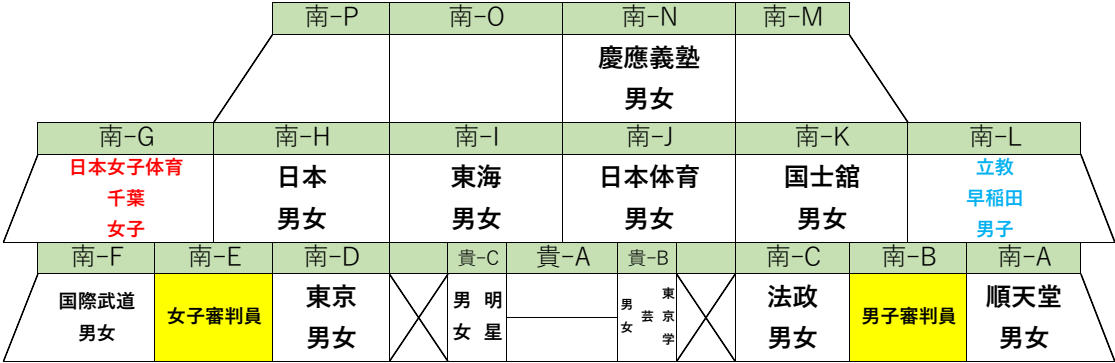 南-P 南-O 南-N 南-M
慶應義塾
男女
南-G 南-H 南-I 南-J 南-K 南-L
日本女子体育
千葉
女子
日本
男女
東海
男女
日本体育
男女
国士舘
男女
立教
早稲田
男子
南-F 南-E 南-D 貴-C 貴-A 貴-B 南-C 南-B 南-A
国際武道
男女
女子審判員
東京
男女
明星
男女
東京学
芸
男女
法政
男女
男子審判員
順天堂
男女